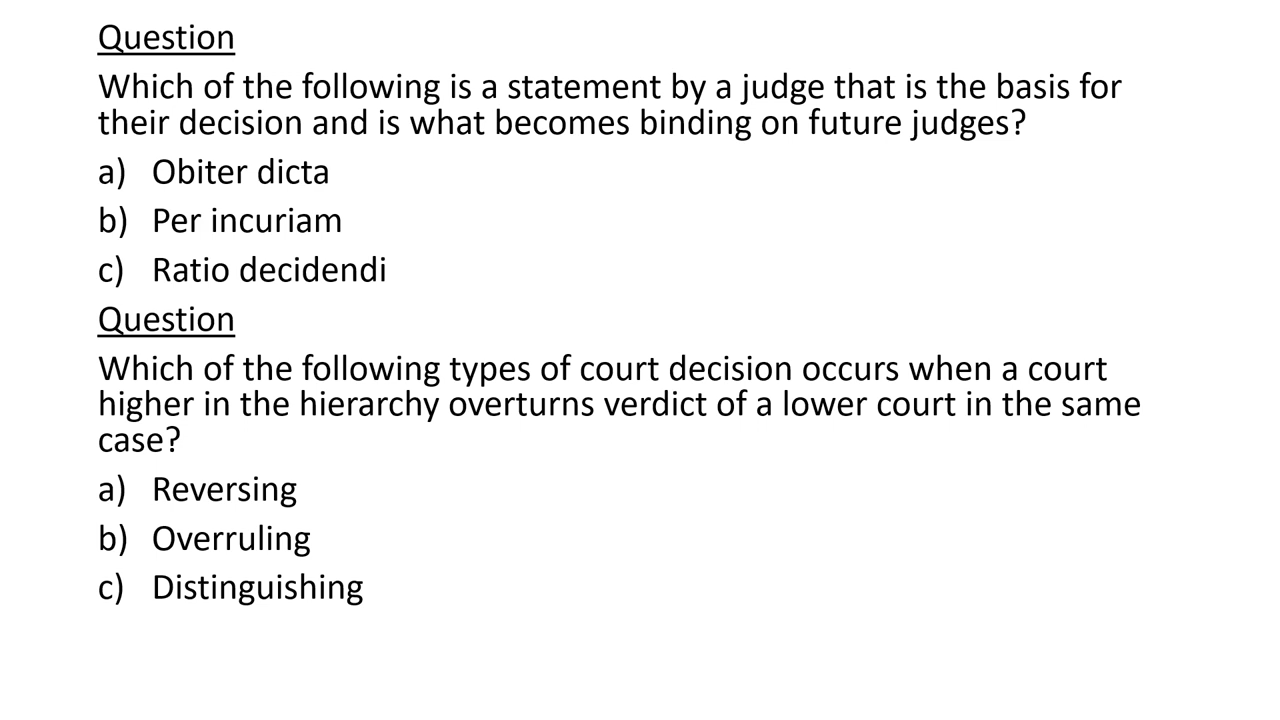 Question
Which of the following is a statement by a judge that is the basis for
their decision and is what becomes binding on future judges?
a) Obiter dicta
b) Per incuriam
c) Ratio decidendi
Question
Which of the following types of court decision occurs when a court
higher in the hierarchy overturns verdict of a lower court in the same
case?
a) Reversing
b) Overruling
c) Distinguishing